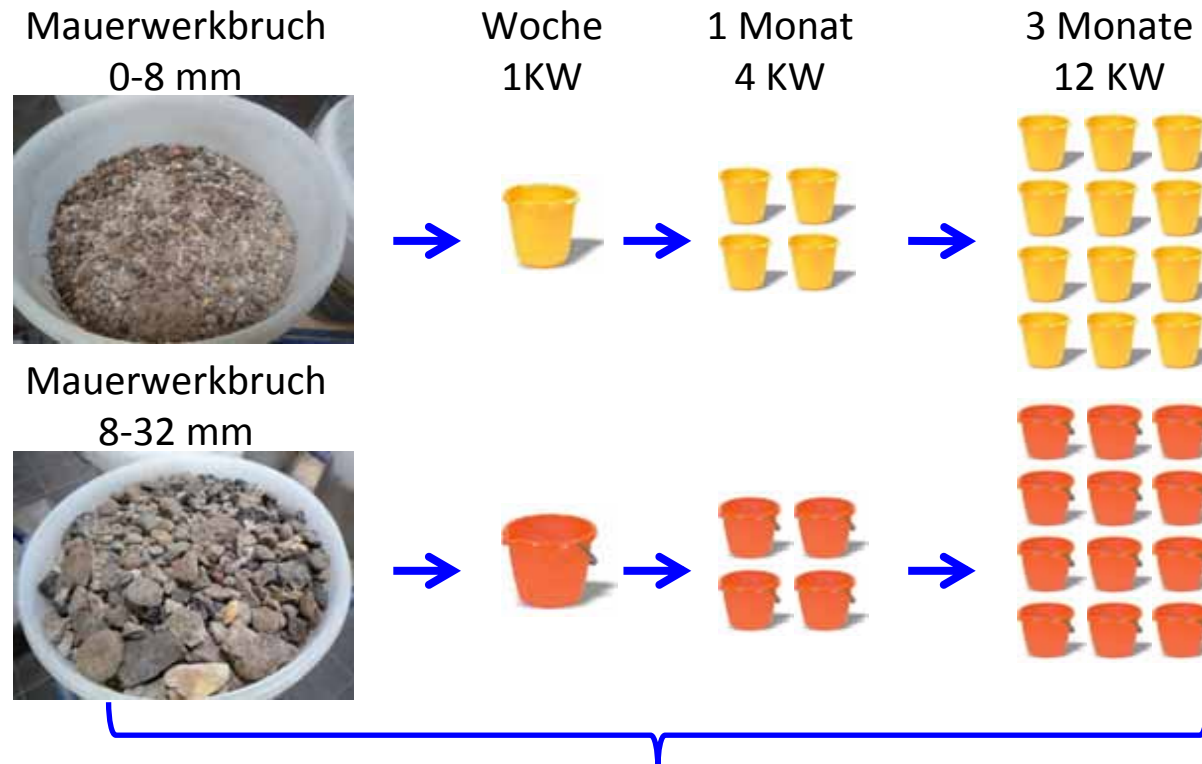 Mauerwerkbruch
0-8 mm
Woche
1KW
1 Monat
4 KW
3 Monate
12 KW
Mauerwerkbruch
8-32 mm